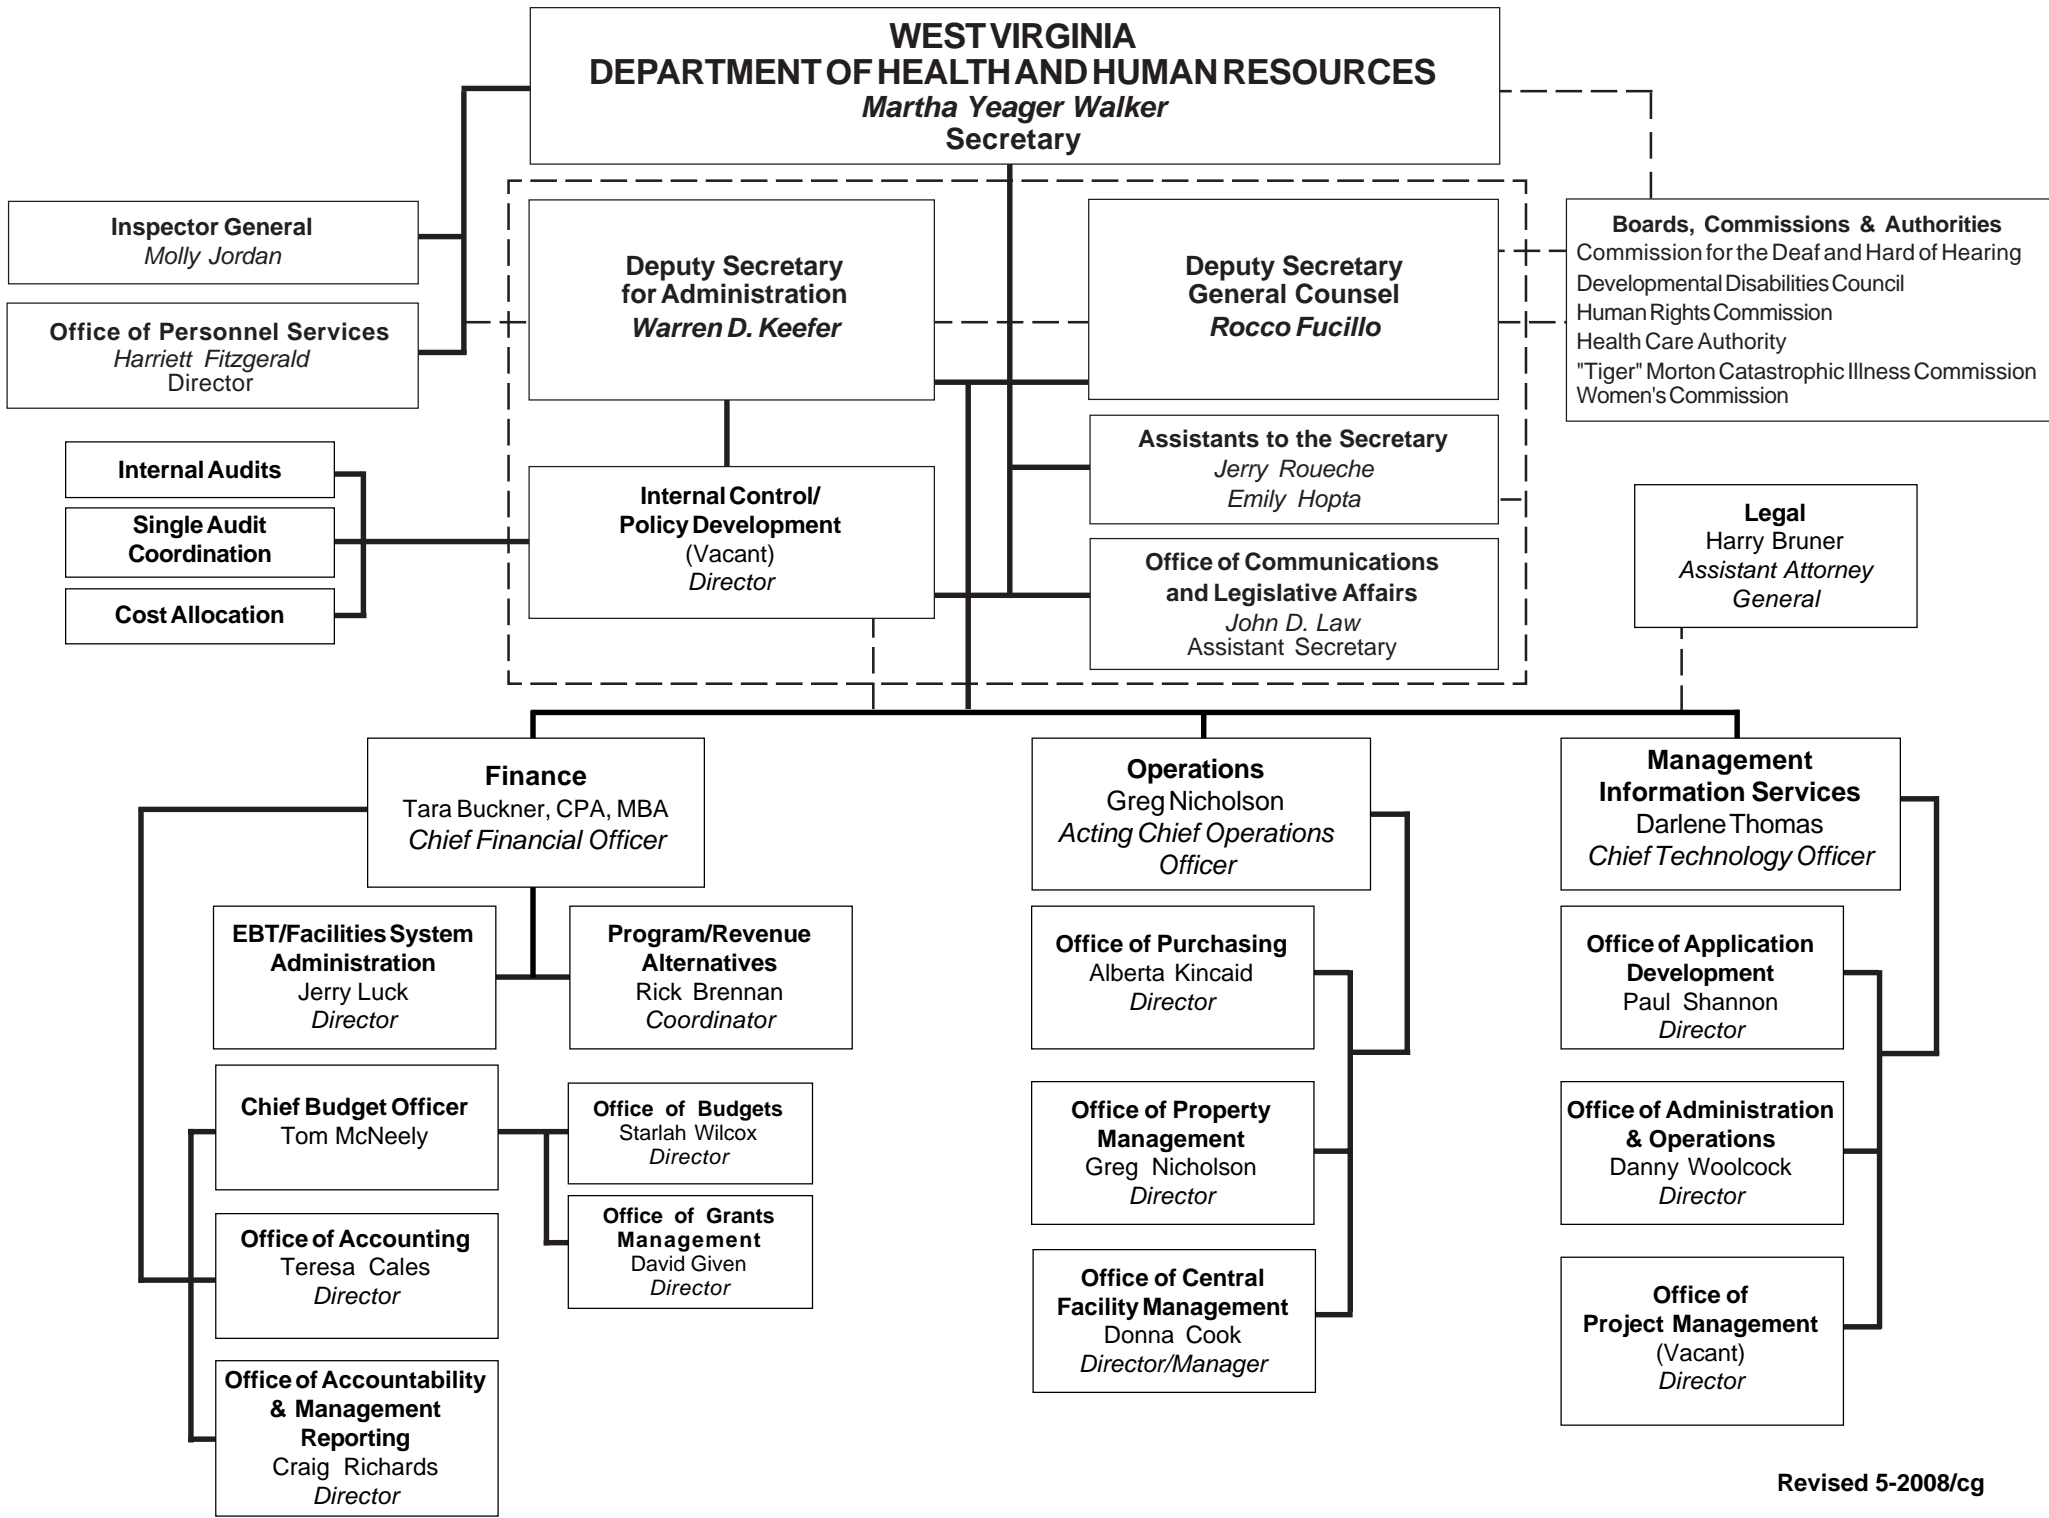 WEST VIRGINIA
DEPARTMENT OF HEALTH AND HUMAN RESOURCES
Martha Yeager Walker
Secretary
Inspector General
Molly Jordan
Office of Personnel Services
Harriett Fitzgerald
Director
Deputy Secretary
for Administration
Warren D. Keefer
Deputy Secretary
General Counsel
Rocco Fucillo
Boards, Commissions & Authorities
Commission for the Deaf and Hard of Hearing
Developmental Disabilities Council
Human Rights Commission
Health Care Authority
"Tiger" Morton Catastrophic Illness Commission
Women's Commission
Internal Audits
Single Audit
Coordination
Cost Allocation
Internal Control/
Policy Development
(Vacant)
Director
Assistants to the Secretary
Jerry Roueche
Emily Hopta
Office of Communications
and Legislative Affairs
John D. Law
Assistant Secretary
Legal
Harry Bruner
Assistant Attorney
General
Finance
Tara Buckner, CPA, MBA
Chief Financial Officer
Operations
Greg Nicholson
Acting Chief Operations
Officer
Management
Information Services
Darlene Thomas
Chief Technology Officer
EBT/Facilities System
Administration
Jerry Luck
Director
Program/Revenue
Alternatives
Rick Brennan
Coordinator
Office of Purchasing
Alberta Kincaid
Director
Office of Application
Development
Paul Shannon
Director
Chief Budget Officer
Tom McNeely
Office of Budgets
Starlah Wilcox
Director
Office of Property
Management
Greg Nicholson
Director
Office of Administration
& Operations
Danny Woolcock
Director
Office of Accounting
Teresa Cales
Director
Office of Grants
Management
David Given
Director
Office of Central
Facility Management
Donna Cook
Director/Manager
Office of
Project Management
(Vacant)
Director
Office of Accountability
& Management
Reporting
Craig Richards
Director
Revised 5-2008/cg